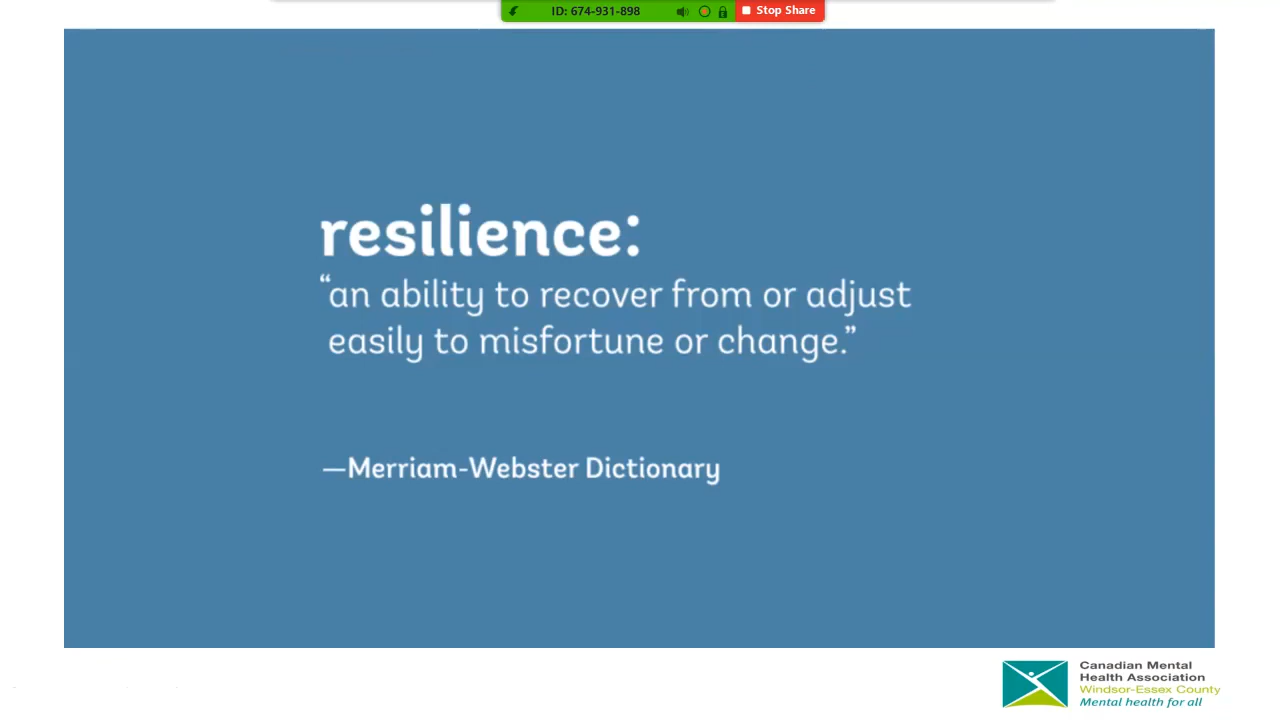 ID: 674-931-898 Stop Share
resilience:
“an ability to recover from or adjust
easily to misfortune or change.”
—Merriam-Webster Dictionary
Canadian Mental
Health Association
Windsor-Essex County
Mental health for all